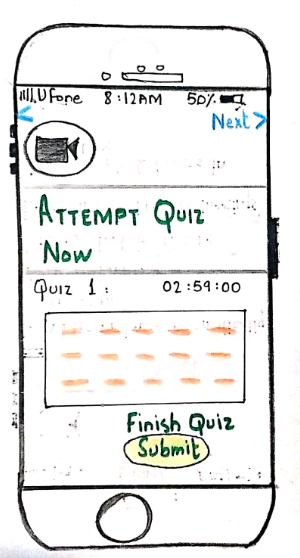 Ufone 8:12AM 50%
< Next >
ATTEMPT QUIZ
NOW
Quiz 1: 02:59:00
Finish Quiz
Submit